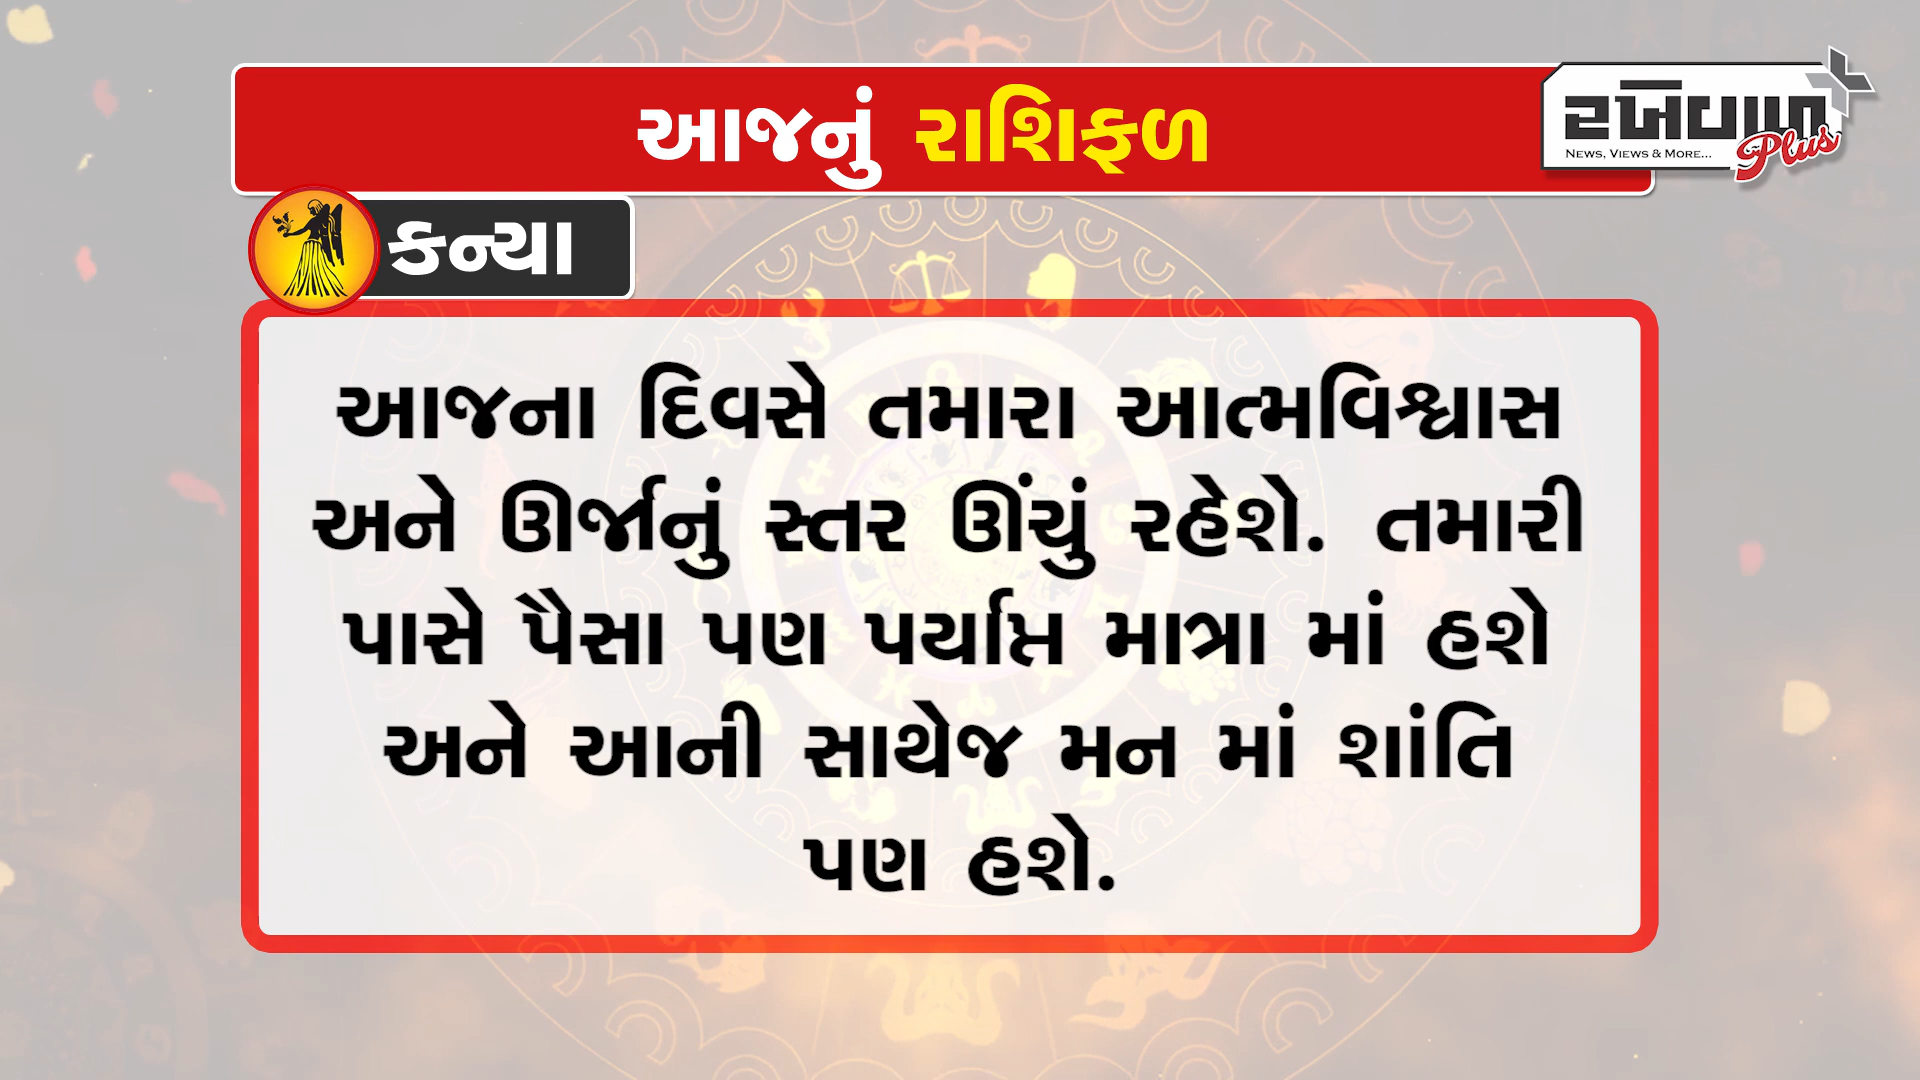 આજનું રાશિફળ
રખેવાળ
Plus
NEWS, VIEWS & MORE...
કન્યા
આજના દિવસે તમારા આત્મવિશ્વાસ
અને ઊર્જાનું સ્તર ઊંચું રહેશે. તમારી
પાસે પૈસા પણ પર્યાપ્ત માત્રા માં હશે
અને આની સાથેજ મન માં શાંતિ
પણ હશે.